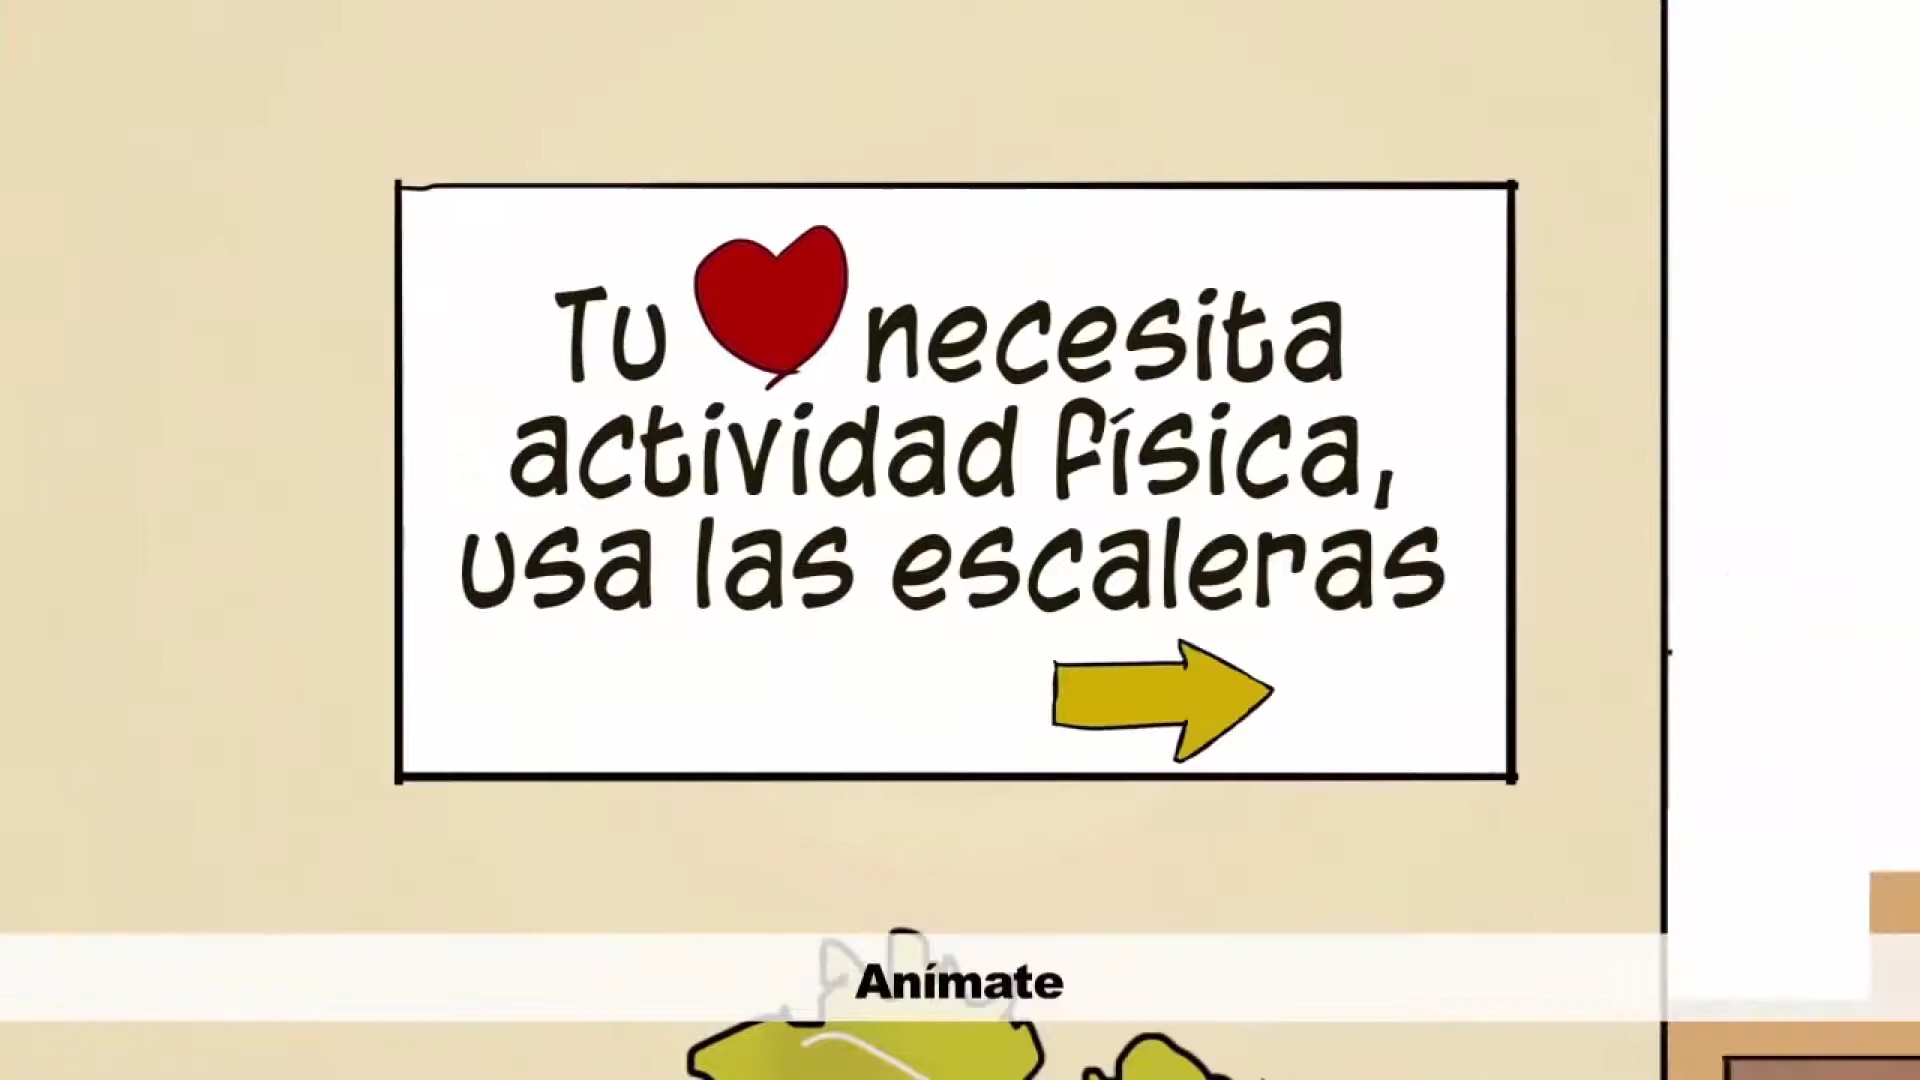 Tu necesita
actividad física,
usa las escaleras
Anímate